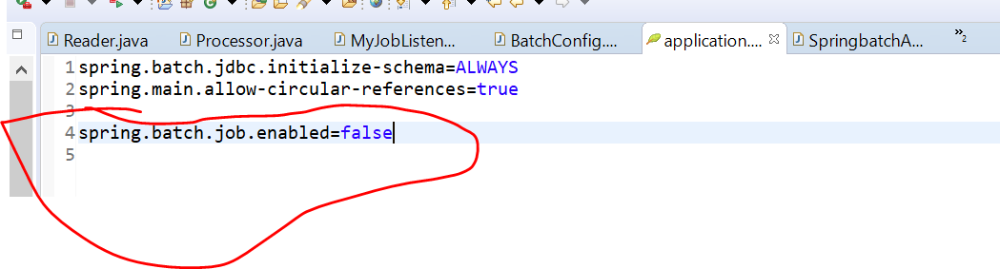 Reader.java Processor.java MyJobListen... BatchConfig.... application.... SpringbatchA... »2
1 spring.batch.jdbc.initialize-schema=ALWAYS
2 spring.main.allow-circular-references=true
3
4 spring.batch.job.enabled=false
5